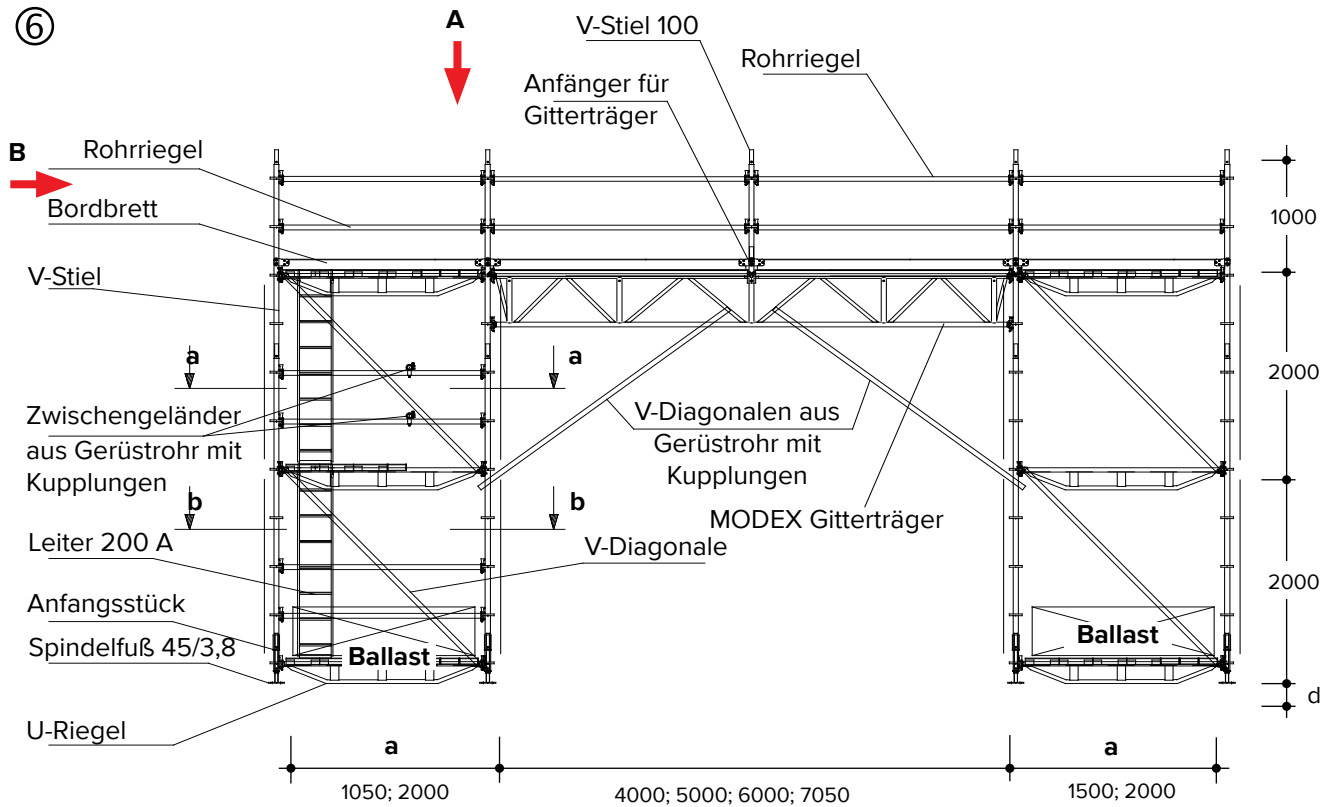 ⑥
A
V-Stiel 100
Rohrriegel
Anfänger für
Gitterträger
B
Rohrriegel
Bordbrett
1000
V-Stiel
a
a
2000
Zwischengeländer
aus Gerüstrohr mit
Kupplungen
V-Diagonalen aus
Gerüstrohr mit
Kupplungen
b
b
MODEX Gitterträger
Leiter 200 A
V-Diagonale
2000
Anfangsstück
Spindelfuß 45/3,8
Ballast
Ballast
d
U-Riegel
a
a
1050; 2000
4000; 5000; 6000; 7050
1500; 2000